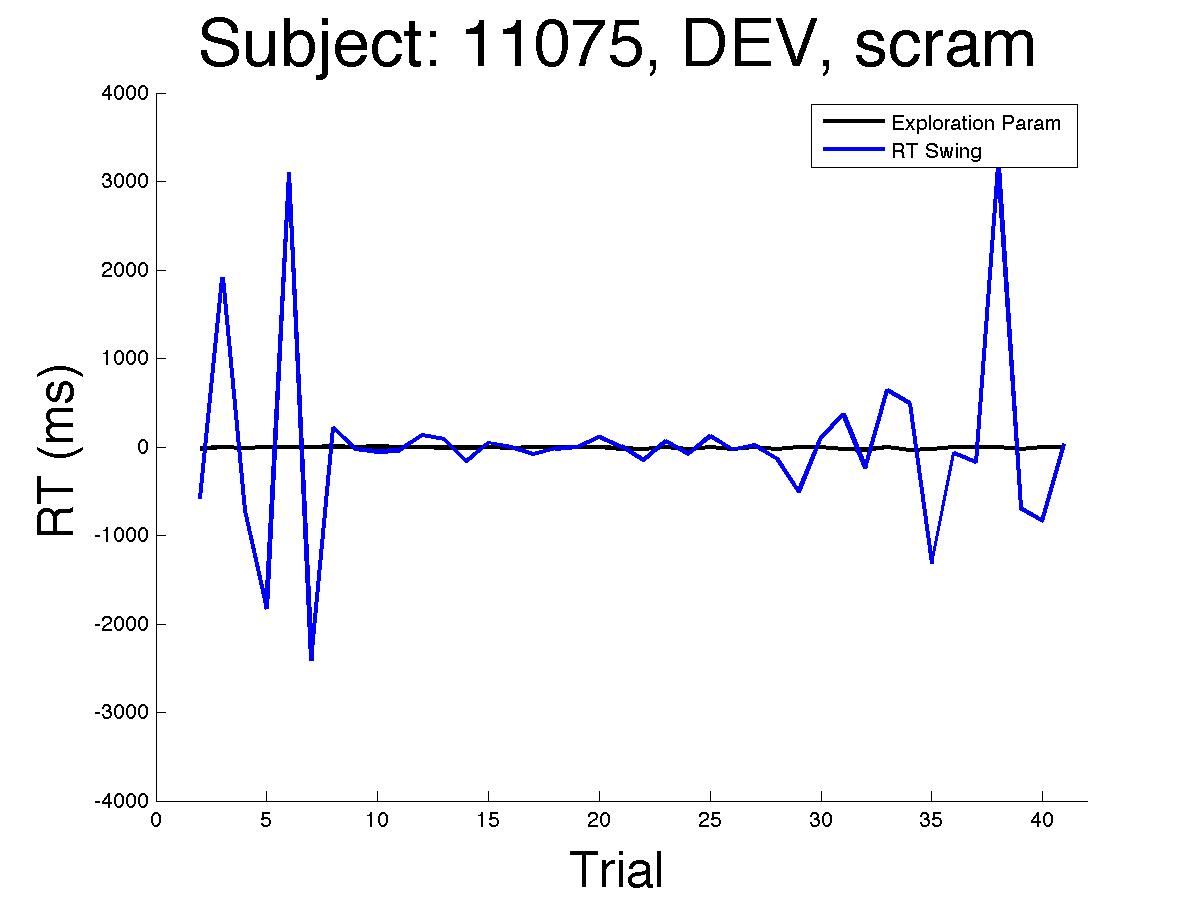 Subject: 11075, DEV, scram
4000
3000
2000
1000
0
-1000
-2000
-3000
-4000
RT (ms)
Exploration Param
RT Swing
0 5 10 15 20 25 30 35 40
Trial